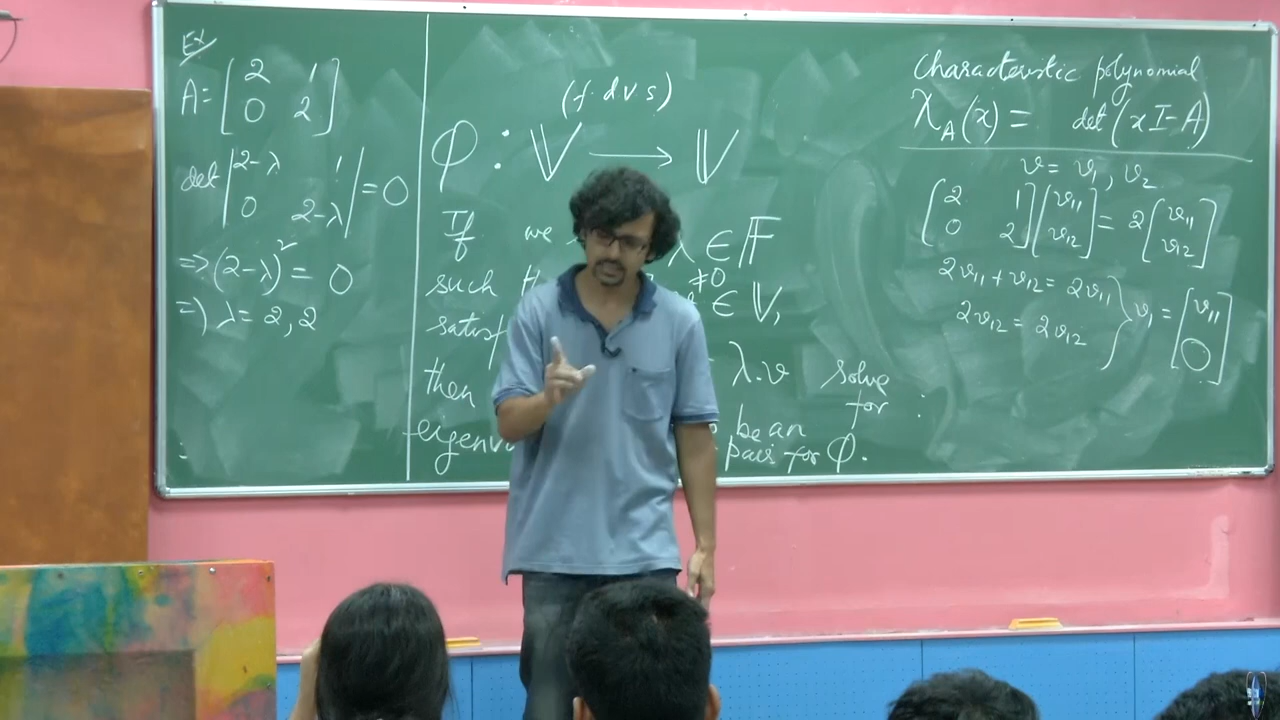 Ex
A = [ 2 1
0 2 ]
det | 2-λ 1
0 2-λ | = 0
=> (2-λ)² = 0
=> λ = 2, 2
(f.d v s)
φ : 𝕍 → 𝕍
If we λ ∈ 𝔽
such ≠0 ∈ 𝕍,
λ.v solve
then for :
be an
pair for φ.
Characteristic polynomial
χ_A(x) = det(xI-A)
v = v₁, v₂
[ 2 1 [ v₁₁ = 2 [ v₁₁
0 2 ] v₁₂ ] v₁₂ ]
2v₁₁ + v₁₂ = 2v₁₁
2v₁₂ = 2v₁₂ } v₁ = [ v₁₁
0 ]